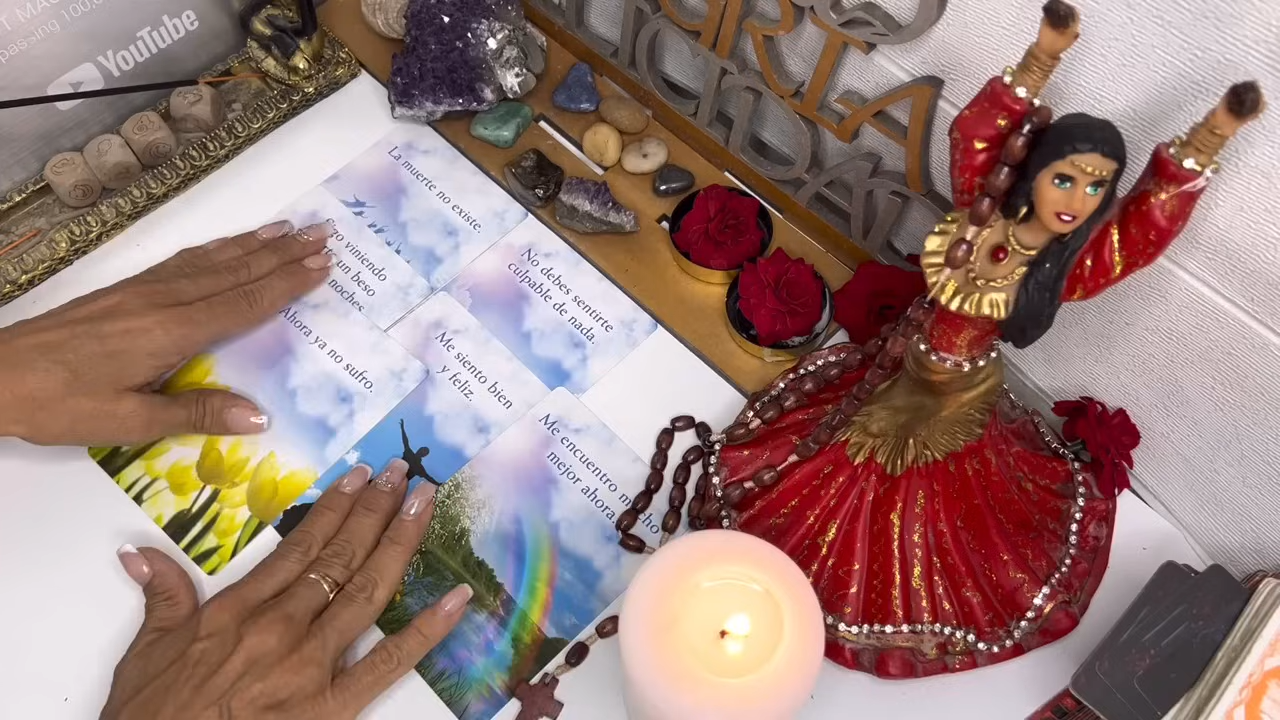 YouTube
La muerte no existe.
viniendo
un beso
noches.
No debes sentirte
culpable de nada.
Ahora ya no sufro.
Me siento bien
y feliz.
Me encuentro mucho
mejor ahora.